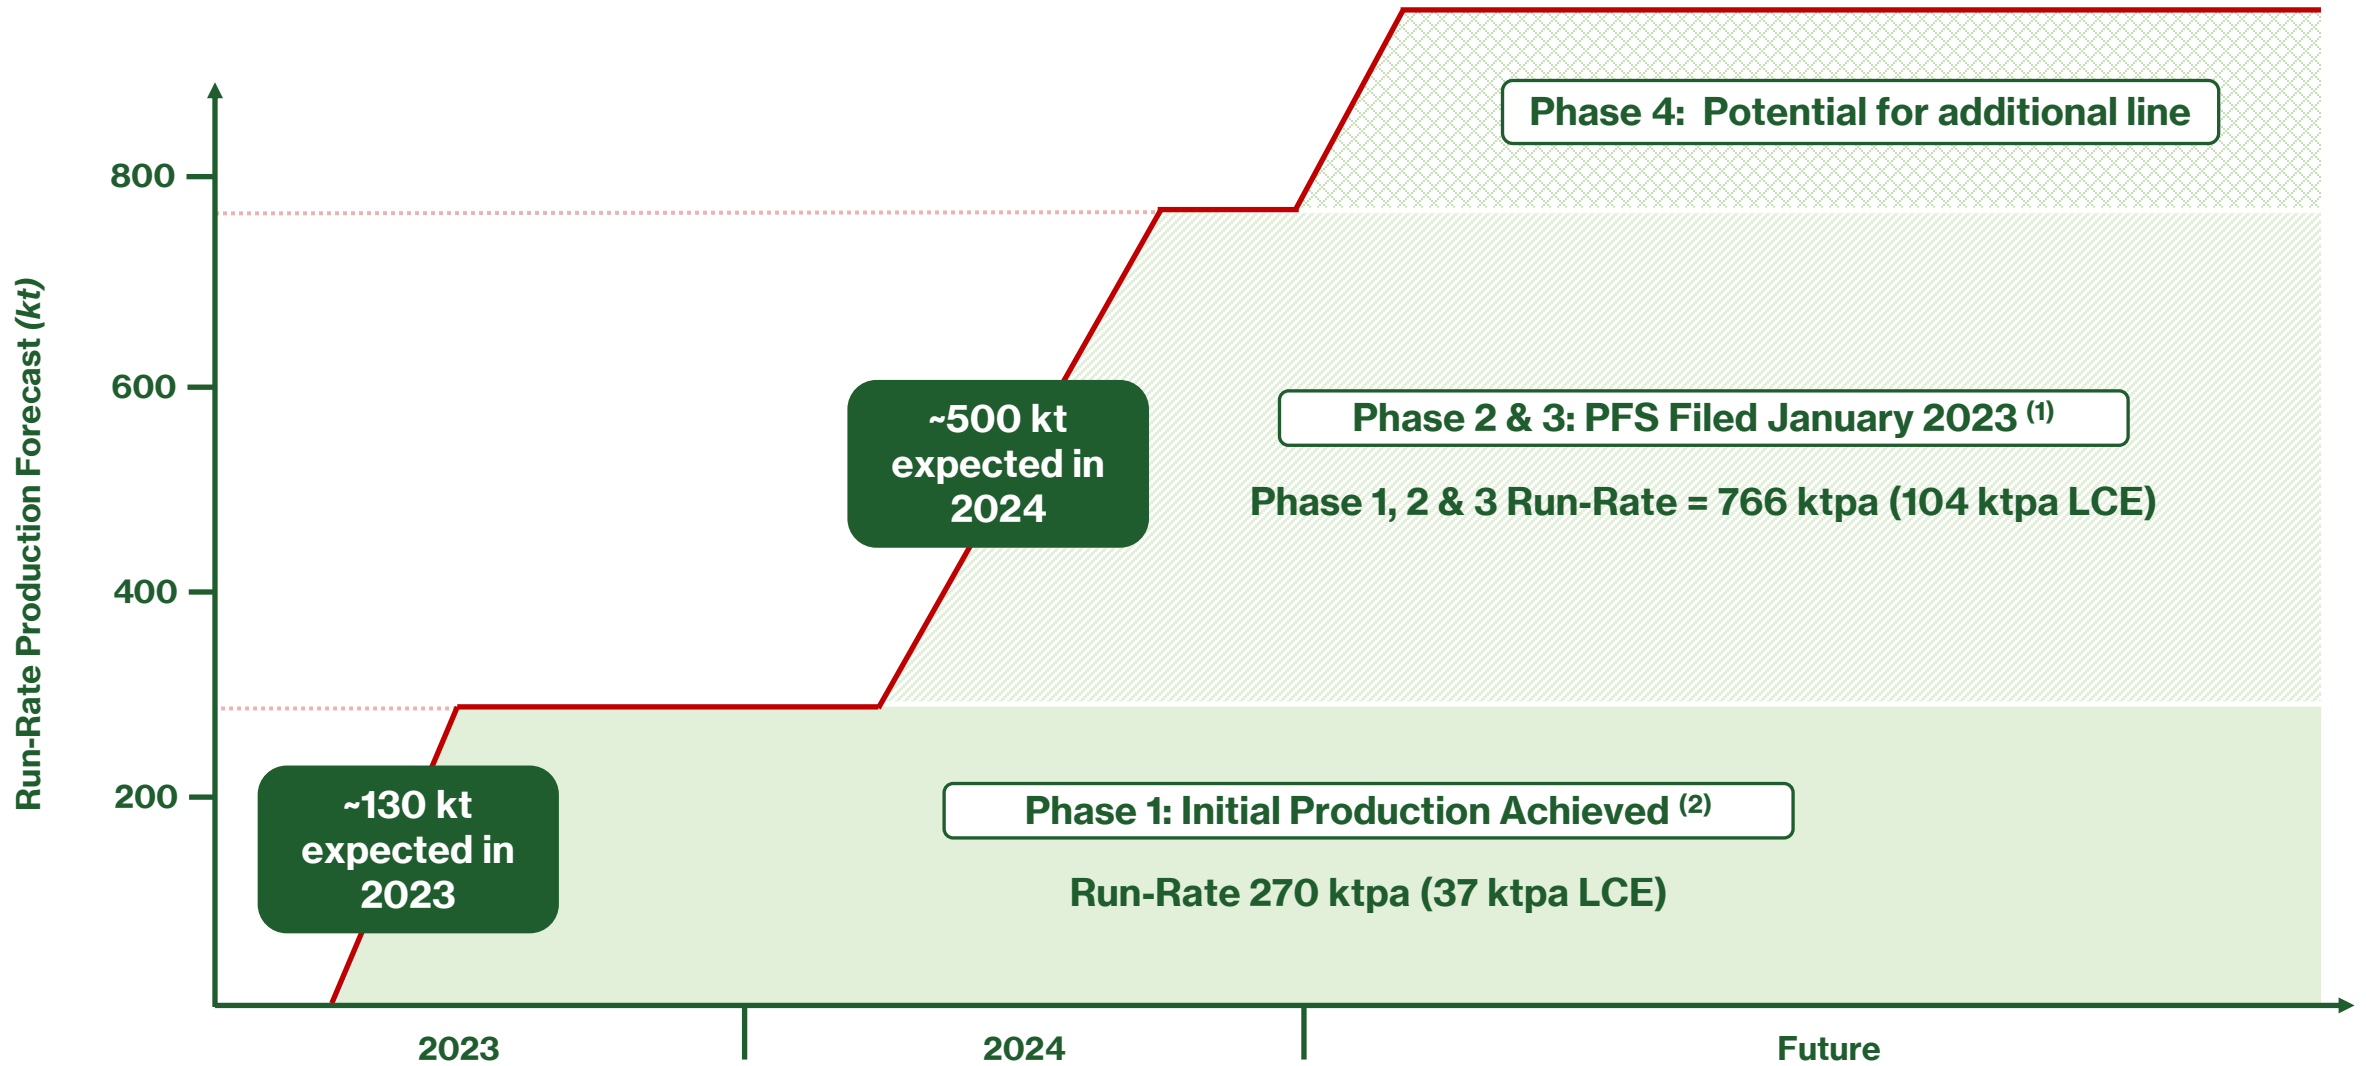 Phase 4: Potential for additional line
800
600
400
200
Run-Rate Production Forecast (kt)
~500 kt
expected in
2024
Phase 2 & 3: PFS Filed January 2023 (1)
Phase 1, 2 & 3 Run-Rate = 766 ktpa (104 ktpa LCE)
~130 kt
expected in
2023
Phase 1: Initial Production Achieved (2)
Run-Rate 270 ktpa (37 ktpa LCE)
2023
2024
Future